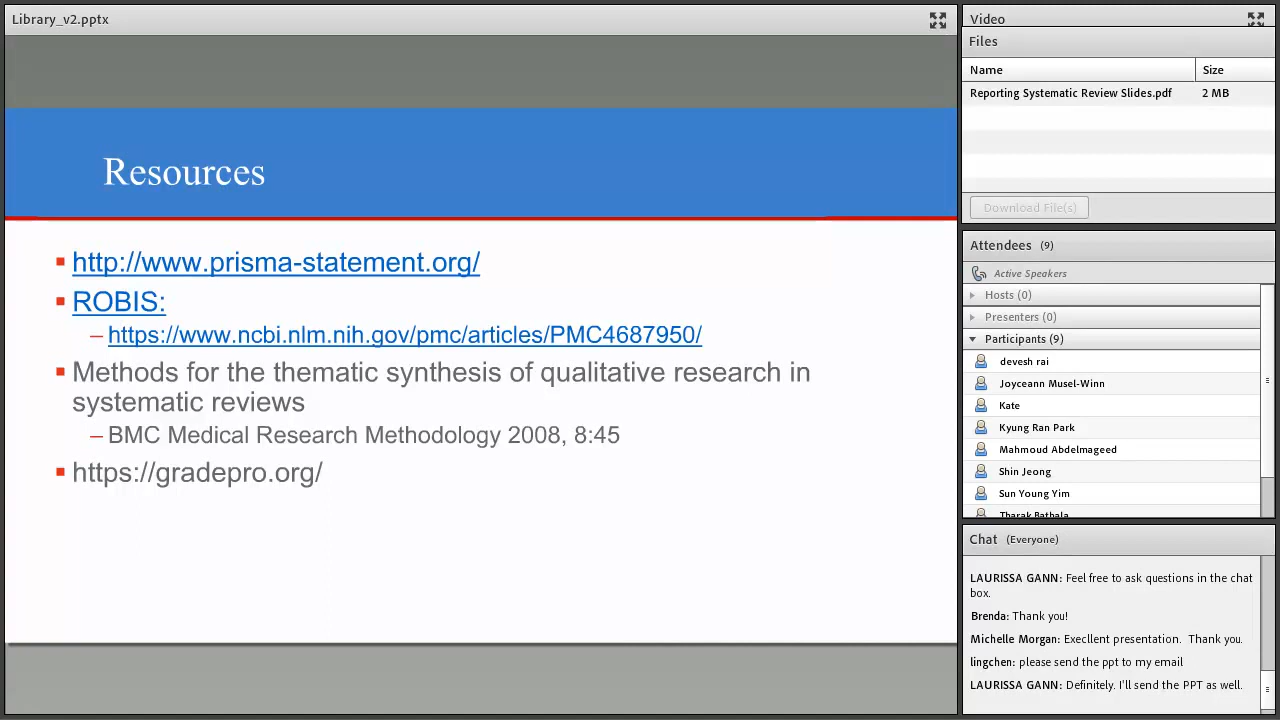 Library_v2.pptx
Resources
http://www.prisma-statement.org/
ROBIS:
– https://www.ncbi.nlm.nih.gov/pmc/articles/PMC4687950/
Methods for the thematic synthesis of qualitative research in
systematic reviews
– BMC Medical Research Methodology 2008, 8:45
https://gradepro.org/
Video
Files
Name Size
Reporting Systematic Review Slides.pdf 2 MB
Download File(s)
Attendees (9)
Active Speakers
Hosts (0)
Presenters (0)
Participants (9)
devesh rai
Joyceann Musel-Winn
Kate
Kyung Ran Park
Mahmoud Abdelmageed
Shin Jeong
Sun Young Yim
Tharak Bathala
Chat (Everyone)
LAURISSA GANN: Feel free to ask questions in the chat
box.
Brenda: Thank you!
Michelle Morgan: Execllent presentation. Thank you.
lingchen: please send the ppt to my email
LAURISSA GANN: Definitely. I'll send the PPT as well.